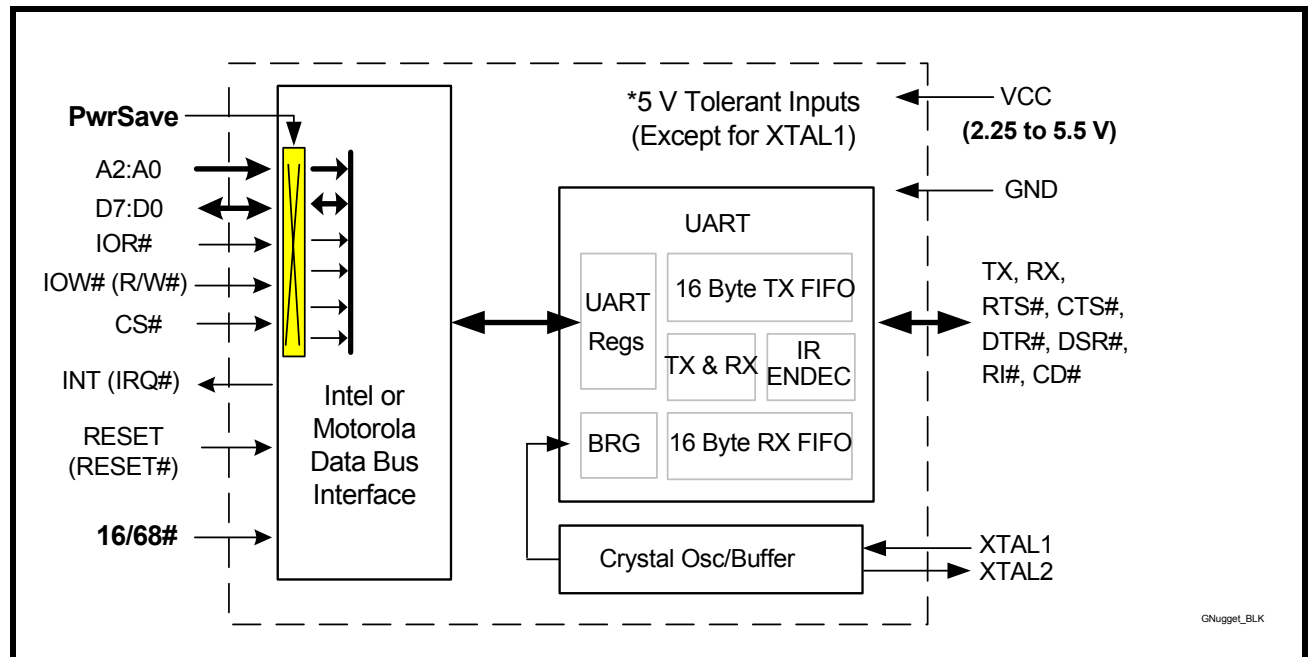 PwrSave
A2:A0
D7:D0
IOR#
IOW# (R/W#)
CS#
INT (IRQ#)
RESET
(RESET#)
16/68#
Intel or
Motorola
Data Bus
Interface
*5 V Tolerant Inputs
(Except for XTAL1)
UART
UART
Regs
16 Byte TX FIFO
TX & RX
IR
ENDEC
BRG
16 Byte RX FIFO
Crystal Osc/Buffer
VCC
(2.25 to 5.5 V)
GND
TX, RX,
RTS#, CTS#,
DTR#, DSR#,
RI#, CD#
XTAL1
XTAL2
GNugget_BLK